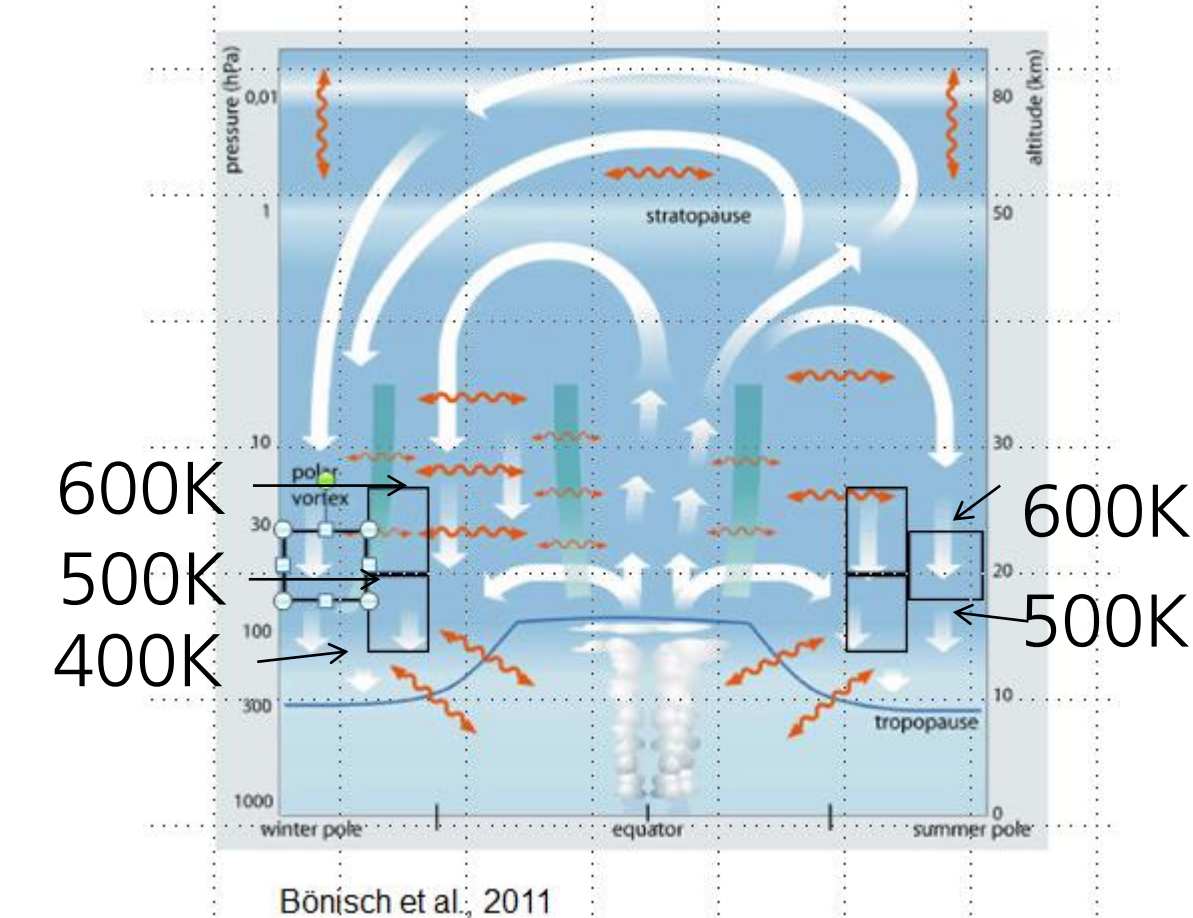 pressure (hPa)
altitude (km)
0,01
80
1
50
stratopause
10
30
polar
vortex
600K
600K
30
500K
20
500K
100
400K
300
10
tropopause
1000
0
winter pole
equator
summer pole
Bönisch et al., 2011